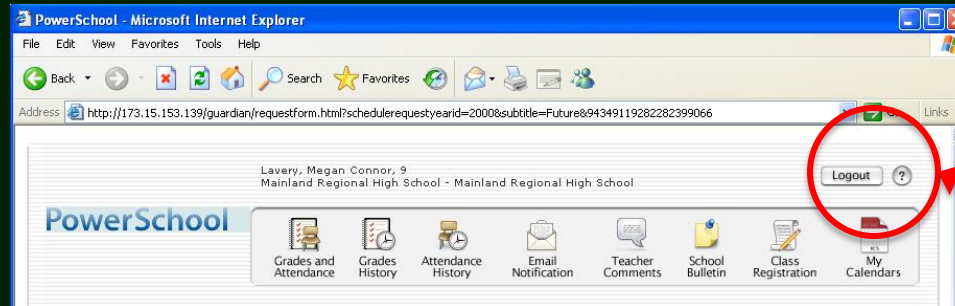 PowerSchool - Microsoft Internet Explorer
File Edit View Favorites Tools Help
Back Search Favorites
Address http://173.15.153.139/guardian/requestform.html?schedulerequestyearid=2000&subtitle=Future&94349119282282399066 Links
Lavery, Megan Connor, 9
Mainland Regional High School - Mainland Regional High School
Logout ?
PowerSchool
Grades and Attendance
Grades History
Attendance History
Email Notification
Teacher Comments
School Bulletin
Class Registration
ICS
My Calendars